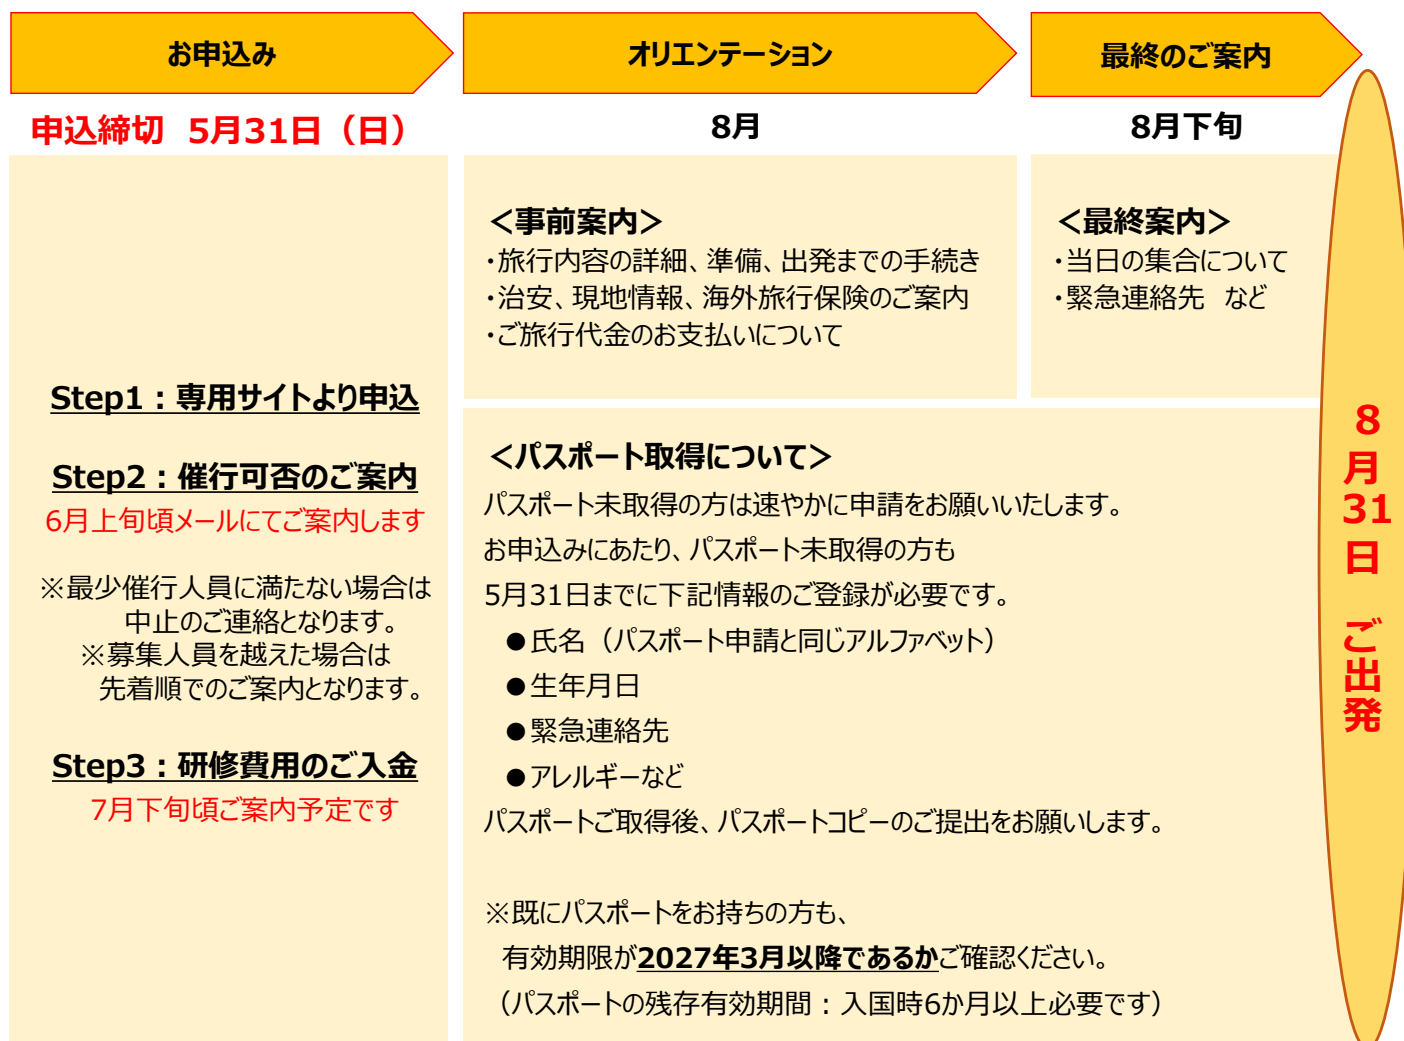 お申込み
オリエンテーション
最終のご案内
申込締切 5月31日（日）
8月
8月下旬
Step1：専用サイトより申込
Step2：催行可否のご案内
6月上旬頃メールにてご案内します
※最少催行人員に満たない場合は
中止のご連絡となります。
※募集人員を越えた場合は
先着順でのご案内となります。
Step3：研修費用のご入金
7月下旬頃ご案内予定です
＜事前案内＞
・旅行内容の詳細、準備、出発までの手続き
・治安、現地情報、海外旅行保険のご案内
・ご旅行代金のお支払いについて
＜最終案内＞
・当日の集合について
・緊急連絡先　など
＜パスポート取得について＞
パスポート未取得の方は速やかに申請をお願いいたします。
お申込みにあたり、パスポート未取得の方も
5月31日までに下記情報のご登録が必要です。
●氏名（パスポート申請と同じアルファベット）
●生年月日
●緊急連絡先
●アレルギーなど
パスポートご取得後、パスポートコピーのご提出をお願いします。
※既にパスポートをお持ちの方も、
有効期限が2027年3月以降であるかご確認ください。
（パスポートの残存有効期間：入国時6か月以上必要です）
8月31日　ご出発